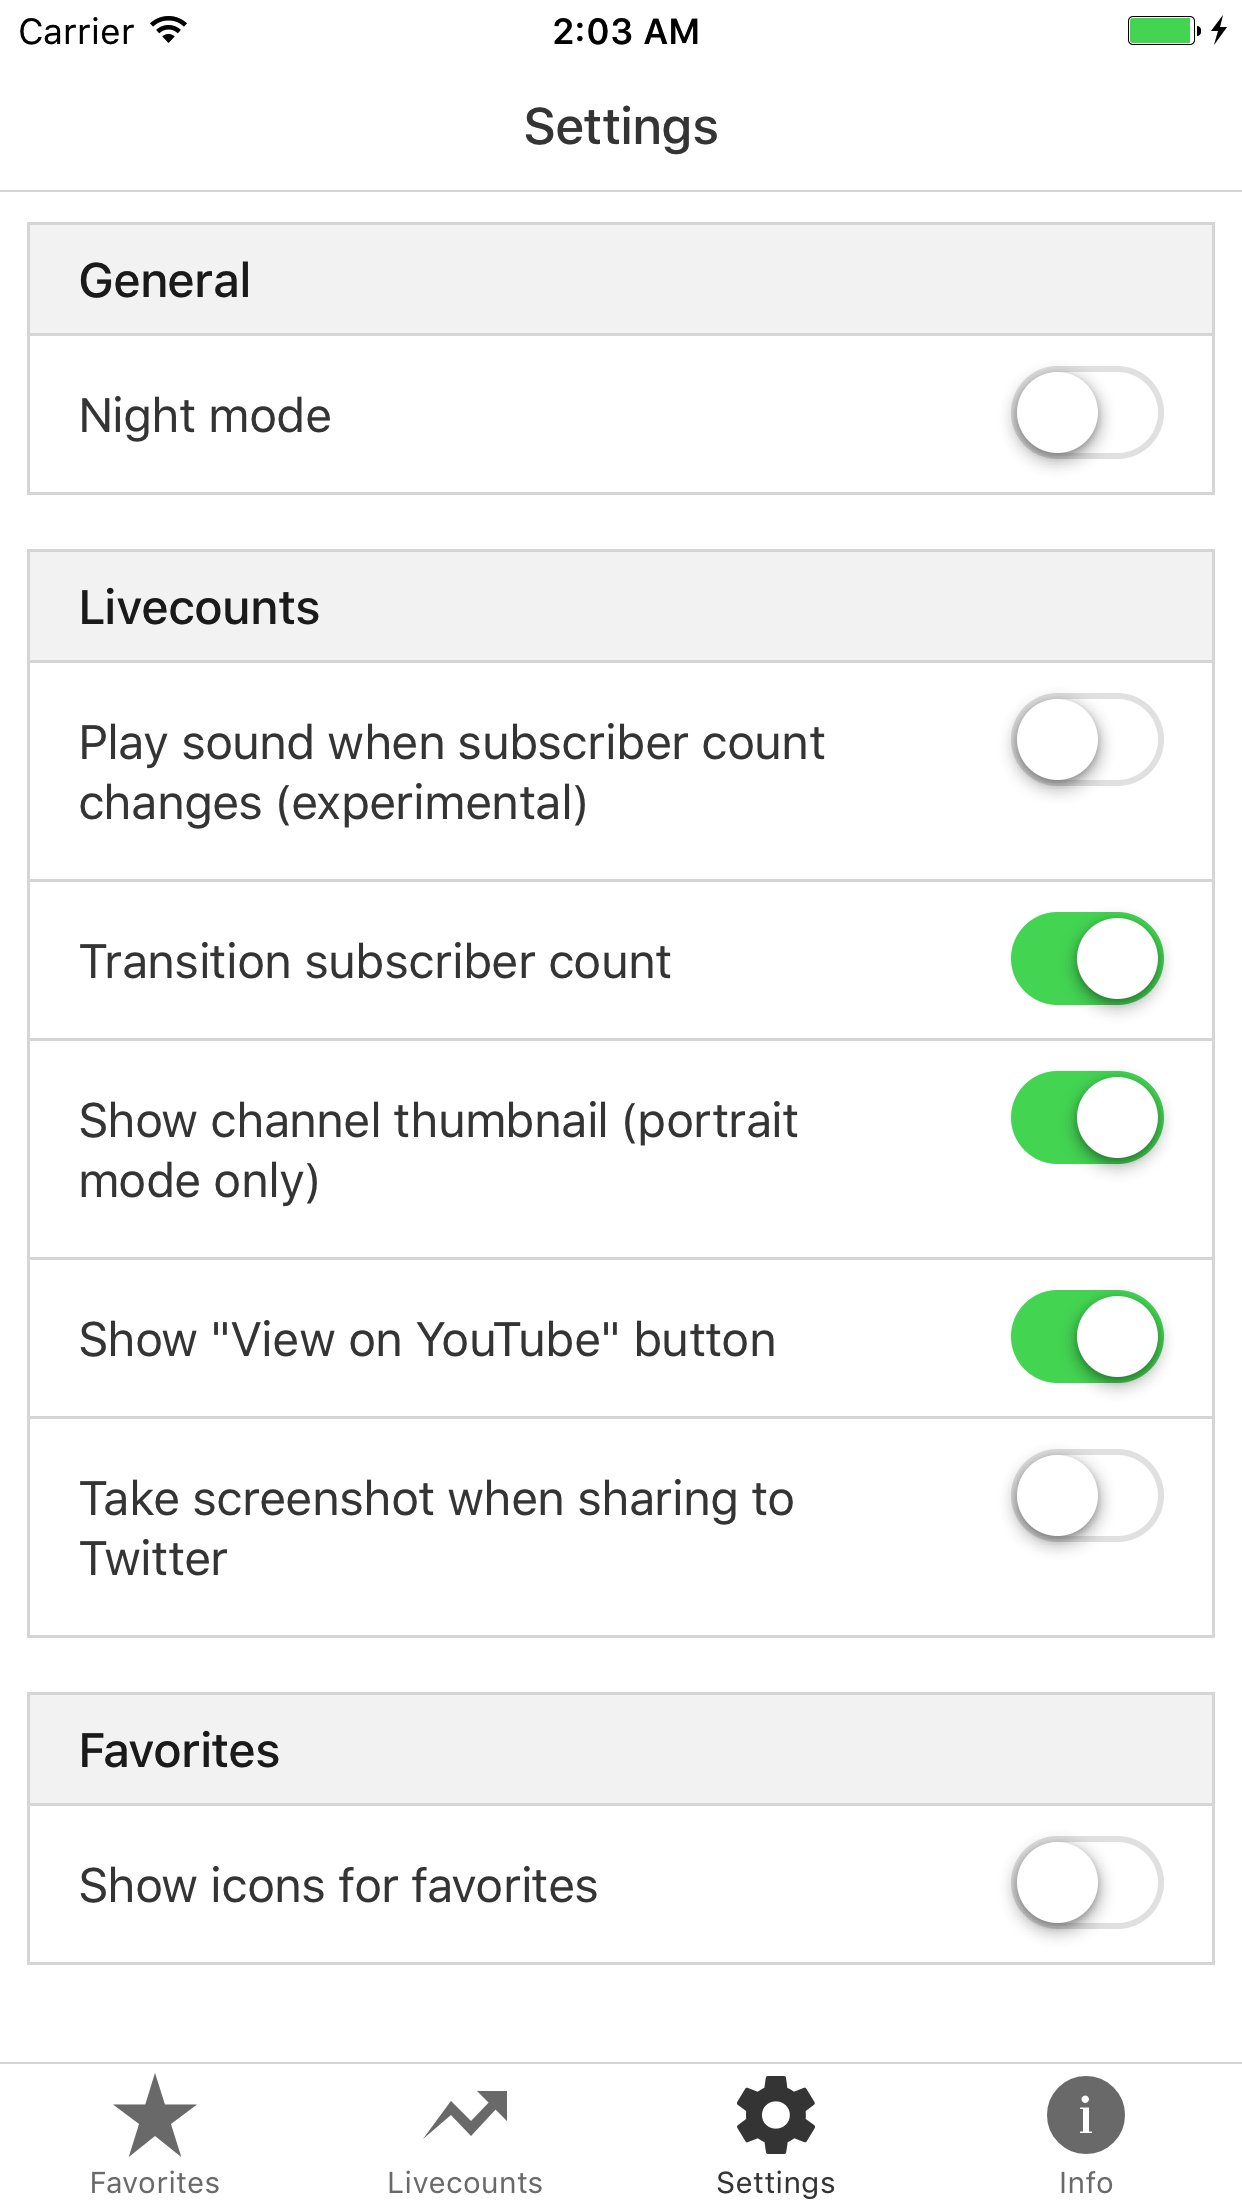 Carrier 2:03 AM
Settings
General
Night mode
Livecounts
Play sound when subscriber count
changes (experimental)
Transition subscriber count
Show channel thumbnail (portrait
mode only)
Show "View on YouTube" button
Take screenshot when sharing to
Twitter
Favorites
Show icons for favorites
Favorites Livecounts Settings Info